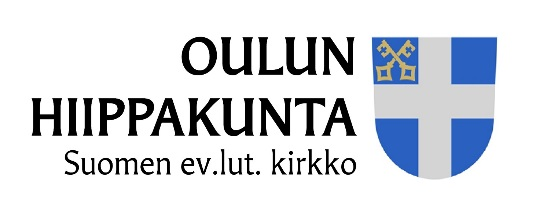 OULUN
HIIPPAKUNTA
Suomen ev.lut. kirkko